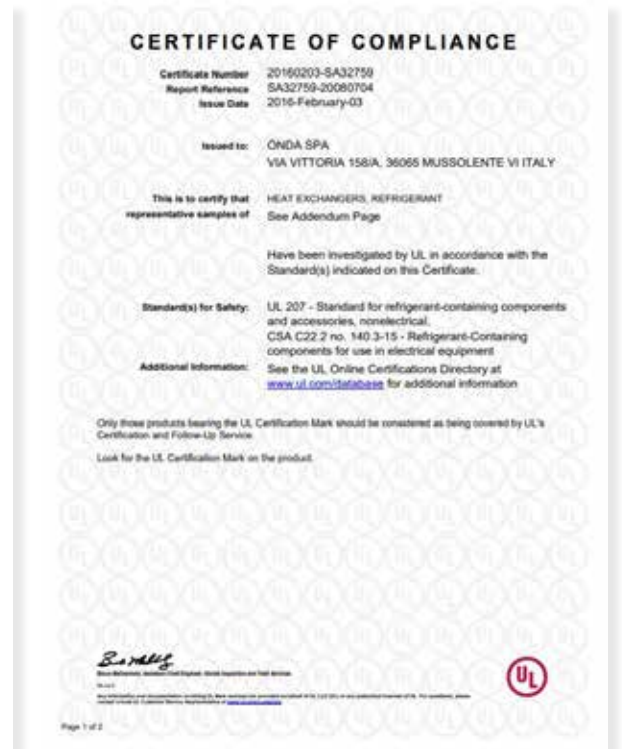 CERTIFICATE OF COMPLIANCE
Certificate Number 20160203-SA32759
Report Reference SA32759-20080704
Issue Date 2016-February-03
Issued to: ONDA SPA
VIA VITTORIA 158/A, 36065 MUSSOLENTE VI ITALY
This is to certify that HEAT EXCHANGERS, REFRIGERANT
representative samples of See Addendum Page
Have been investigated by UL in accordance with the
Standard(s) indicated on this Certificate.
Standard(s) for Safety: UL 207 - Standard for refrigerant-containing components
and accessories, nonelectrical,
CSA C22.2 no. 140.3-15 - Refrigerant-Containing
components for use in electrical equipment
Additional Information: See the UL Online Certifications Directory at
www.ul.com/database for additional information
Only those products bearing the UL Certification Mark should be considered as being covered by UL's
Certification and Follow-Up Service.
Look for the UL Certification Mark on the product.
UL
Page 1 of 2